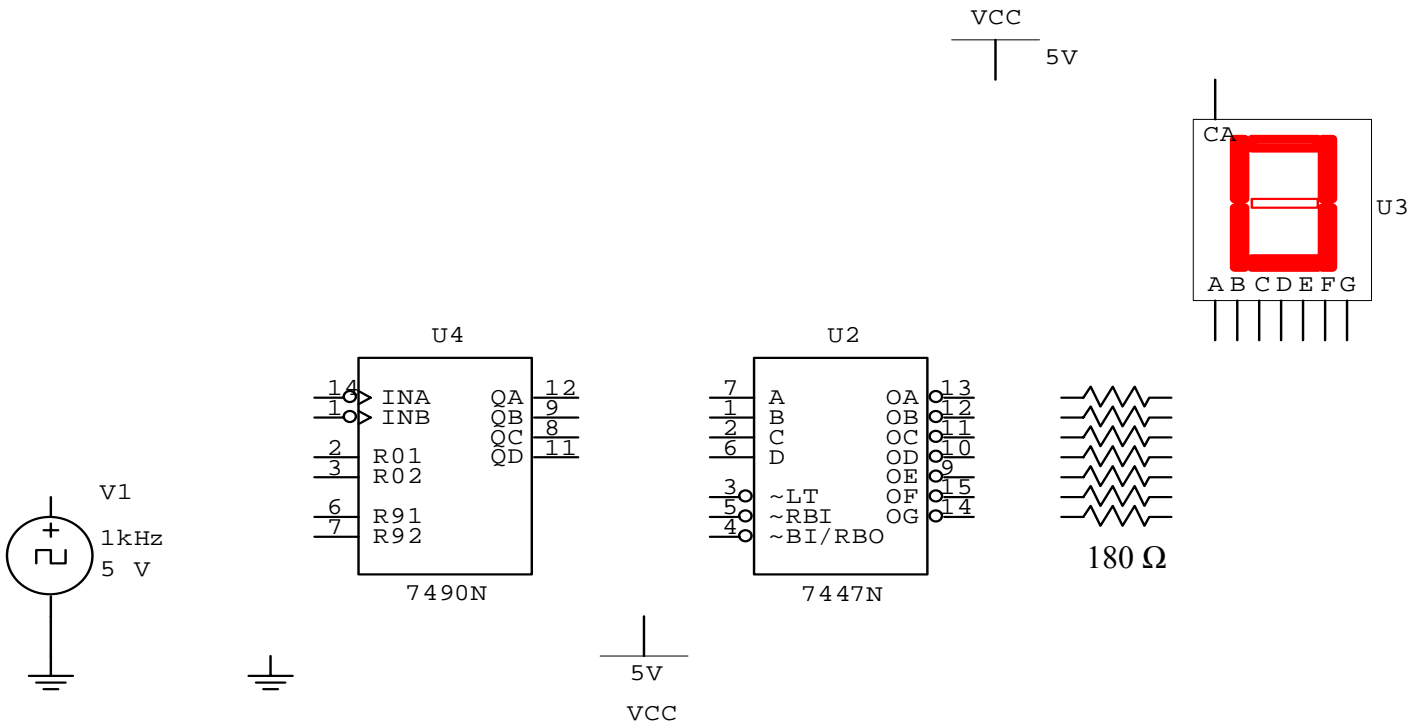 VCC
5V
CA
U3
A B C D E F G
U4
14 INA QA 12
1 INB QB 9
QC 8
2 R01 QD 11
3 R02
6 R91
7 R92
7490N
U2
7 A OA 13
1 B OB 12
2 C OC 11
6 D OD 10
OE 9
3 ~LT OF 15
5 ~RBI OG 14
4 ~BI/RBO
7447N
180 Ω
V1
+
1kHz
5 V
5V
VCC